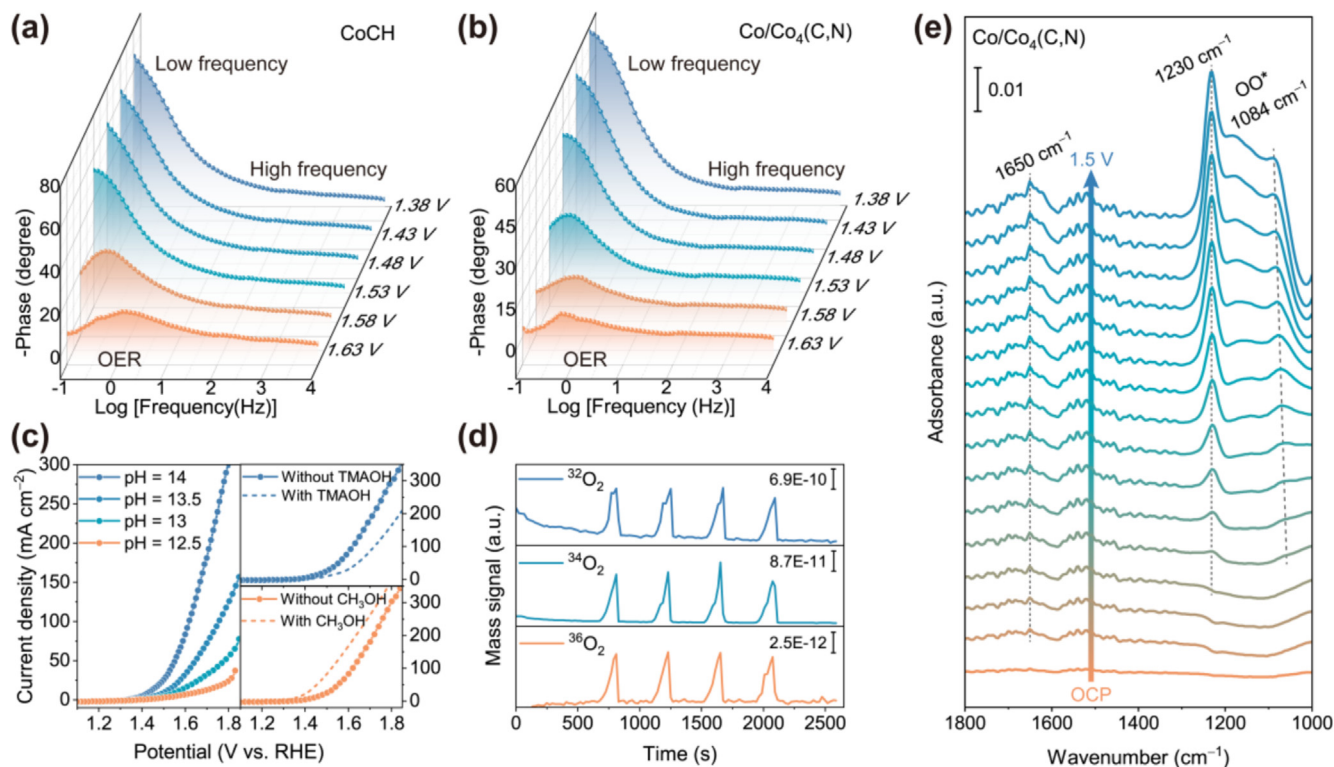 (a)
CoCH
Low frequency
High frequency
80
60
40
20
0
-Phase (degree)
1.38 V
1.43 V
1.48 V
1.53 V
1.58 V
1.63 V
OER
-1 0 1 2 3 4
Log [Frequency(Hz)]
(b)
Co/Co₄(C,N)
Low frequency
High frequency
60
45
30
15
0
-Phase (degree)
1.38 V
1.43 V
1.48 V
1.53 V
1.58 V
1.63 V
OER
-1 0 1 2 3 4
Log [Frequency (Hz)]
(c)
300
250
200
150
100
50
0
Current density (mA cm⁻²)
pH = 14
pH = 13.5
pH = 13
pH = 12.5
Without TMAOH
With TMAOH
300
200
100
0
Without CH₃OH
With CH₃OH
300
200
100
0
1.2 1.4 1.6 1.8 1.2 1.4 1.6 1.8
Potential (V vs. RHE)
(d)
Mass signal (a.u.)
³²O₂
6.9E-10
³⁴O₂
8.7E-11
³⁶O₂
2.5E-12
0 500 1000 1500 2000 2500
Time (s)
(e)
Co/Co₄(C,N)
0.01
1230 cm⁻¹
OO*
1084 cm⁻¹
1650 cm⁻¹
1.5 V
OCP
Adsorbance (a.u.)
1800 1600 1400 1200 1000
Wavenumber (cm⁻¹)